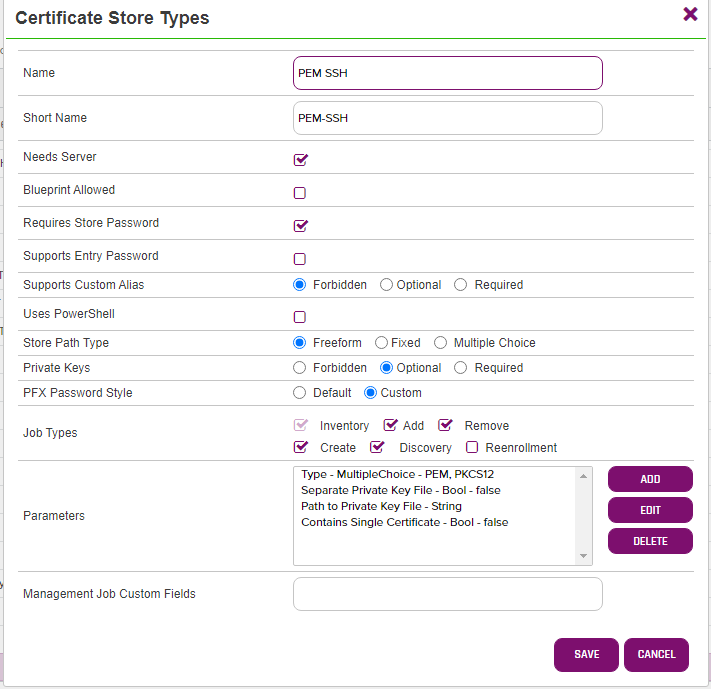 Certificate Store Types
Name PEM SSH
Short Name PEM-SSH
Needs Server
Blueprint Allowed
Requires Store Password
Supports Entry Password
Supports Custom Alias Forbidden Optional Required
Uses PowerShell
Store Path Type Freeform Fixed Multiple Choice
Private Keys Forbidden Optional Required
PFX Password Style Default Custom
Job Types
Inventory Add Remove
Create Discovery Reenrollment
Parameters
Type - MultipleChoice - PEM, PKCS12
Separate Private Key File - Bool - false
Path to Private Key File - String
Contains Single Certificate - Bool - false
ADD
EDIT
DELETE
Management Job Custom Fields
SAVE CANCEL